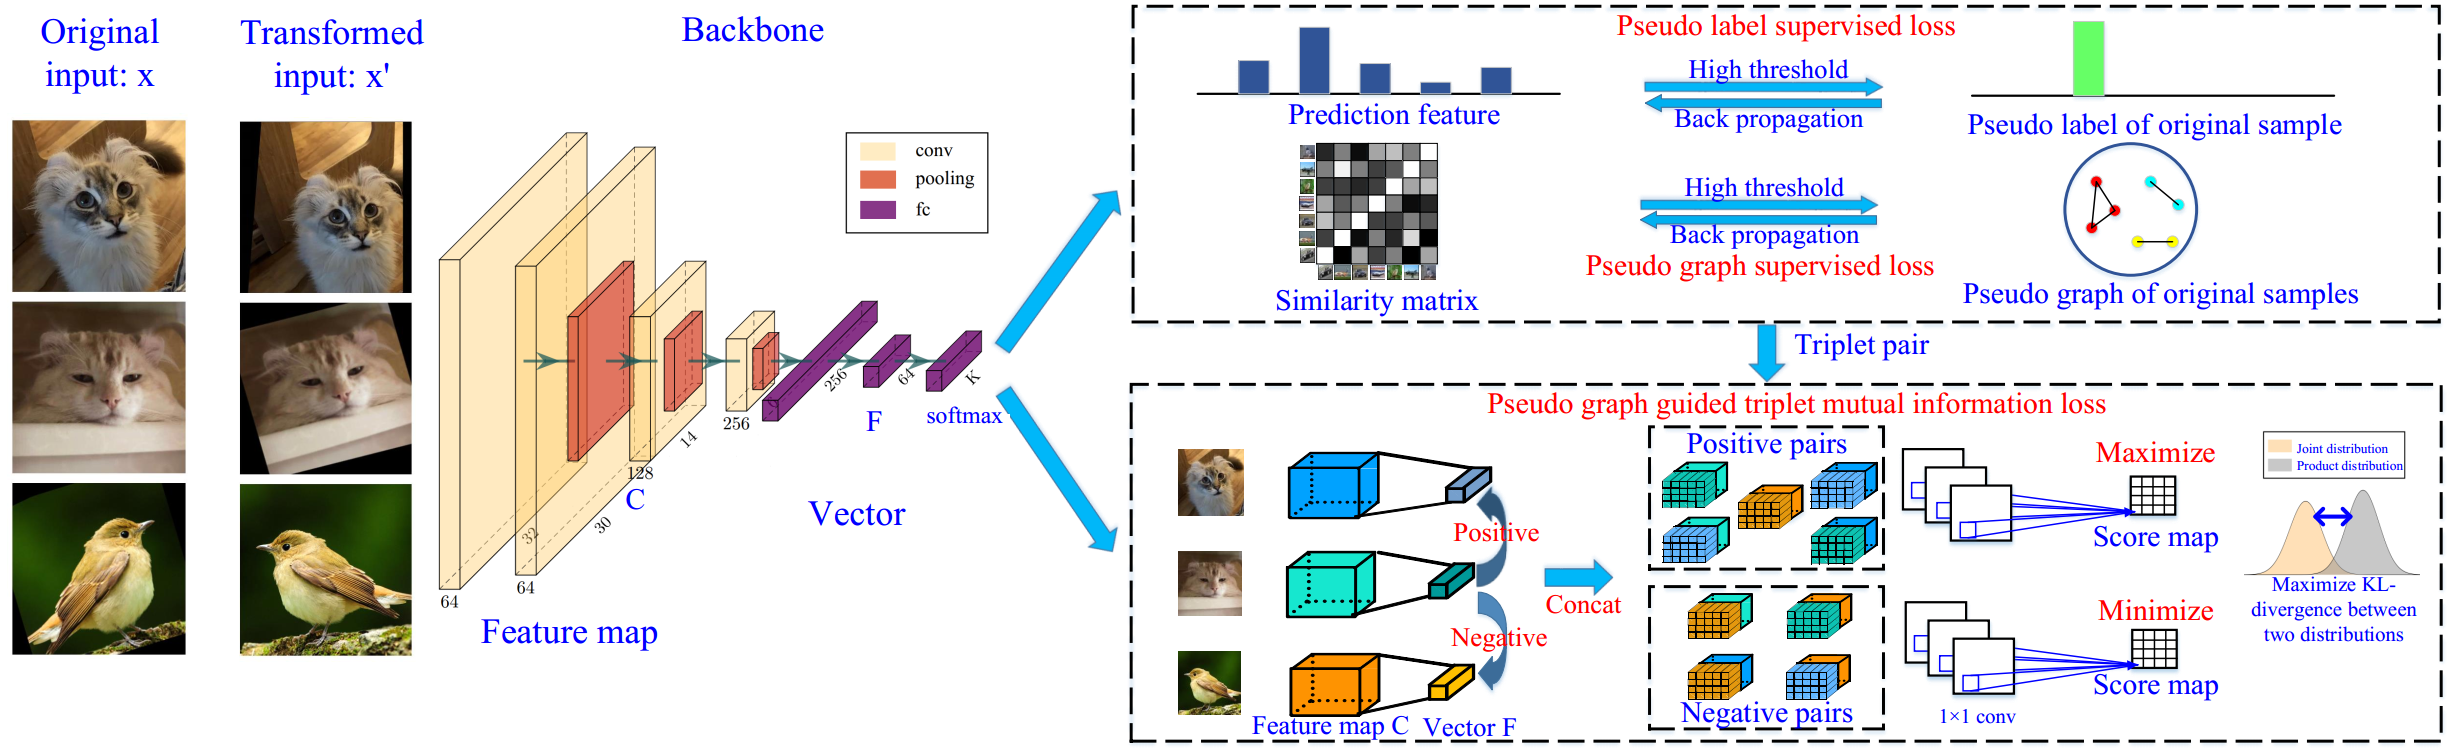 Original
input: x
Transformed
input: x'
Backbone
conv
pooling
fc
64
64
32
30
128
C
14
256
256
F
64
K
softmax
Vector
Feature map
Pseudo label supervised loss
High threshold
Back propagation
Prediction feature
Pseudo label of original sample
High threshold
Back propagation
Pseudo graph supervised loss
Similarity matrix
Pseudo graph of original samples
Triplet pair
Pseudo graph guided triplet mutual information loss
Positive
Negative
Feature map C
Vector F
Concat
Positive pairs
Negative pairs
Maximize
Score map
Minimize
Score map
1×1 conv
Joint distribution
Product distribution
Maximize KL-
divergence between
two distributions